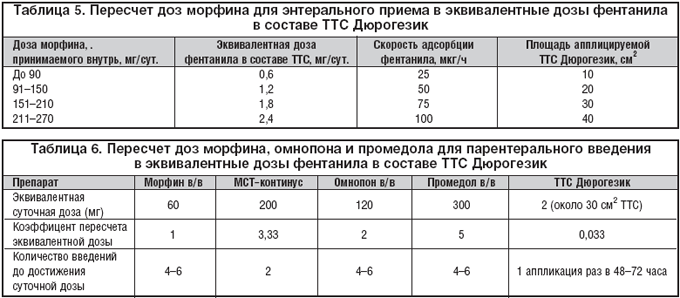 Таблица 5. Пересчет доз морфина для энтерального приема в эквивалентные дозы фентанила
в составе ТТС Дюрогезик
Доза морфина, . Эквивалентная доза Скорость адсорбции Площадь апплицируемой
принимаемого внутрь, мг/сут. фентанила в составе ТТС, мг/сут. фентанила, мкг/ч ТТС Дюрогезик, см²
До 90 0,6 25 10
91–150 1,2 50 20
151–210 1,8 75 30
211–270 2,4 100 40
Таблица 6. Пересчет доз морфина, омнопона и промедола для парентерального введения
в эквивалентные дозы фентанила в составе ТТС Дюрогезик
Препарат Морфин в/в МСТ–континус Омнопон в/в Промедол в/в ТТС Дюрогезик
Эквивалентная
суточная доза (мг) 60 200 120 300 2 (около 30 см² ТТС)
Коэффицент пересчета
эквивалентной дозы 1 3,33 2 5 0,033
Количество введений
до достижения 4–6 2 4–6 4–6 1 аппликация раз в 48–72 часа
суточной дозы